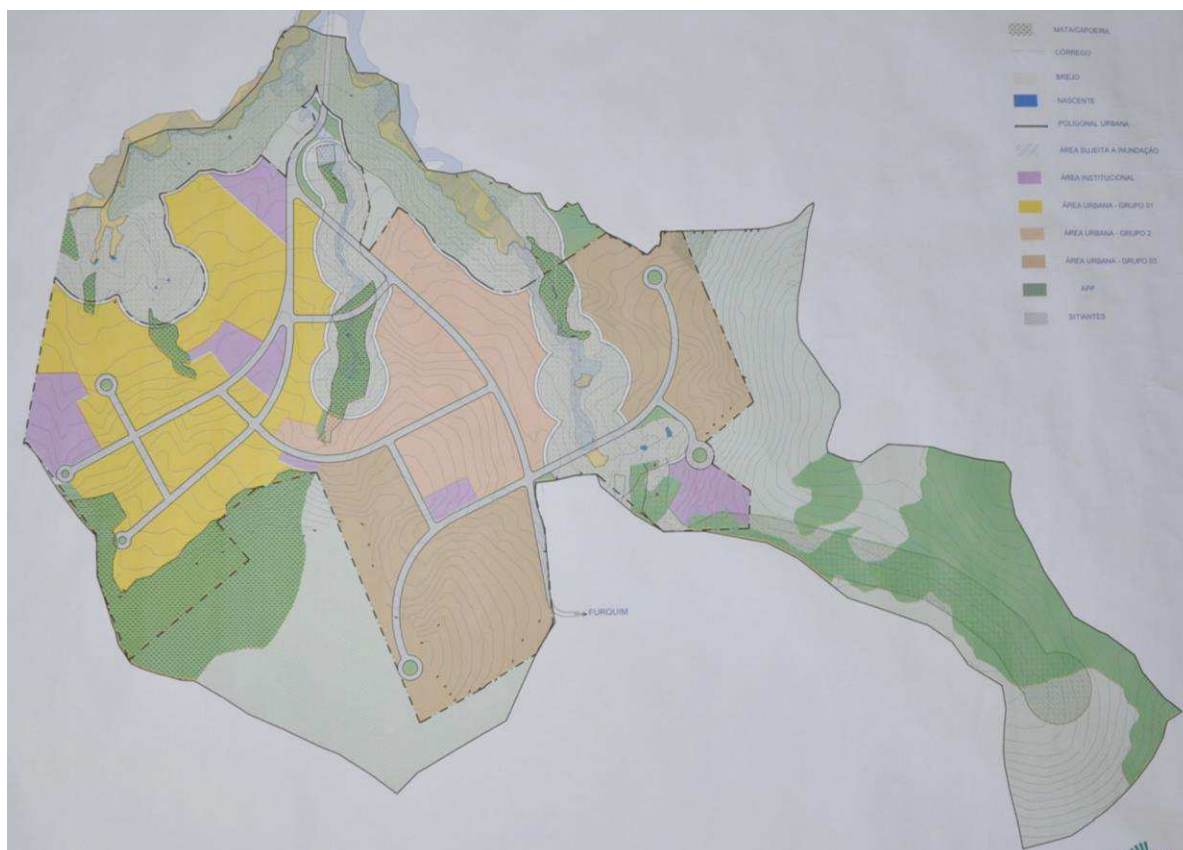 MATA/CAPOEIRA
CÓRREGO
BREJO
NASCENTE
POLIGONAL URBANA
ÁREA SUJEITA A INUNDAÇÃO
ÁREA INSTITUCIONAL
ÁREA URBANA - GRUPO 01
ÁREA URBANA - GRUPO 2
ÁREA URBANA - GRUPO 03
APP
SITIANTES
FURQUIM